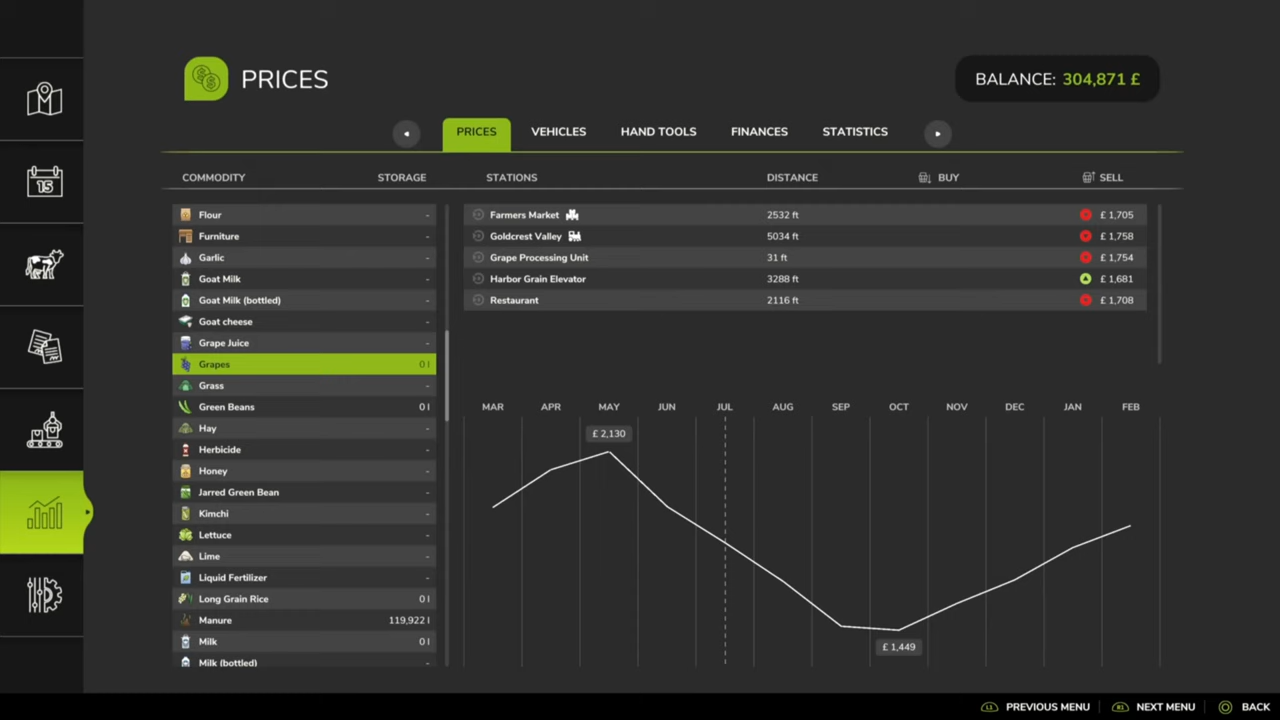 PRICES
BALANCE: 304,871 £
PRICES VEHICLES HAND TOOLS FINANCES STATISTICS
COMMODITY STORAGE STATIONS DISTANCE BUY SELL
Flour -
Furniture -
Garlic -
Goat Milk -
Goat Milk (bottled) -
Goat cheese -
Grape Juice -
Grapes 0 l
Grass -
Green Beans 0 l
Hay -
Herbicide -
Honey -
Jarred Green Bean -
Kimchi -
Lettuce -
Lime -
Liquid Fertilizer -
Long Grain Rice 0 l
Manure 119,922 l
Milk 0 l
Milk (bottled) -
Farmers Market 2532 ft £ 1,705
Goldcrest Valley 5034 ft £ 1,758
Grape Processing Unit 31 ft £ 1,754
Harbor Grain Elevator 3288 ft £ 1,681
Restaurant 2116 ft £ 1,708
MAR APR MAY JUN JUL AUG SEP OCT NOV DEC JAN FEB
£ 2,130
£ 1,449
15
L1 PREVIOUS MENU R1 NEXT MENU BACK